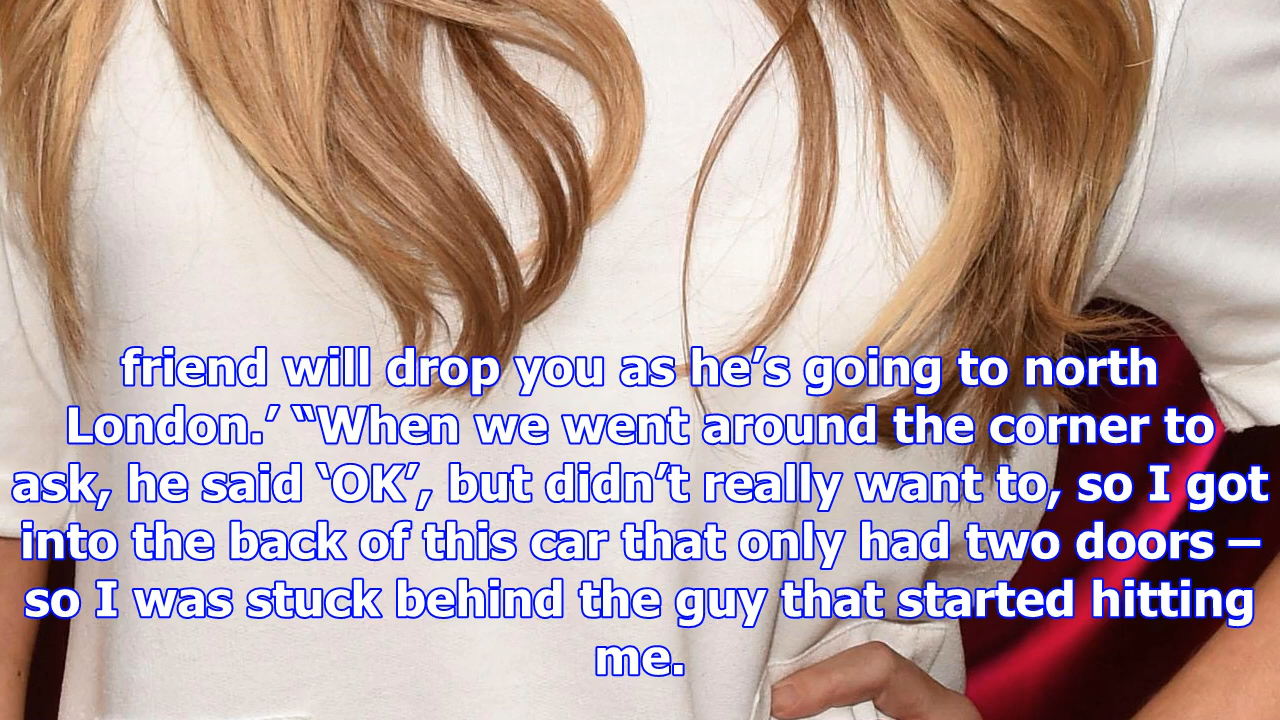 friend will drop you as he’s going to north
London.’ “When we went around the corner to
ask, he said ‘OK’, but didn’t really want to, so I got
into the back of this car that only had two doors –
so I was stuck behind the guy that started hitting
me.